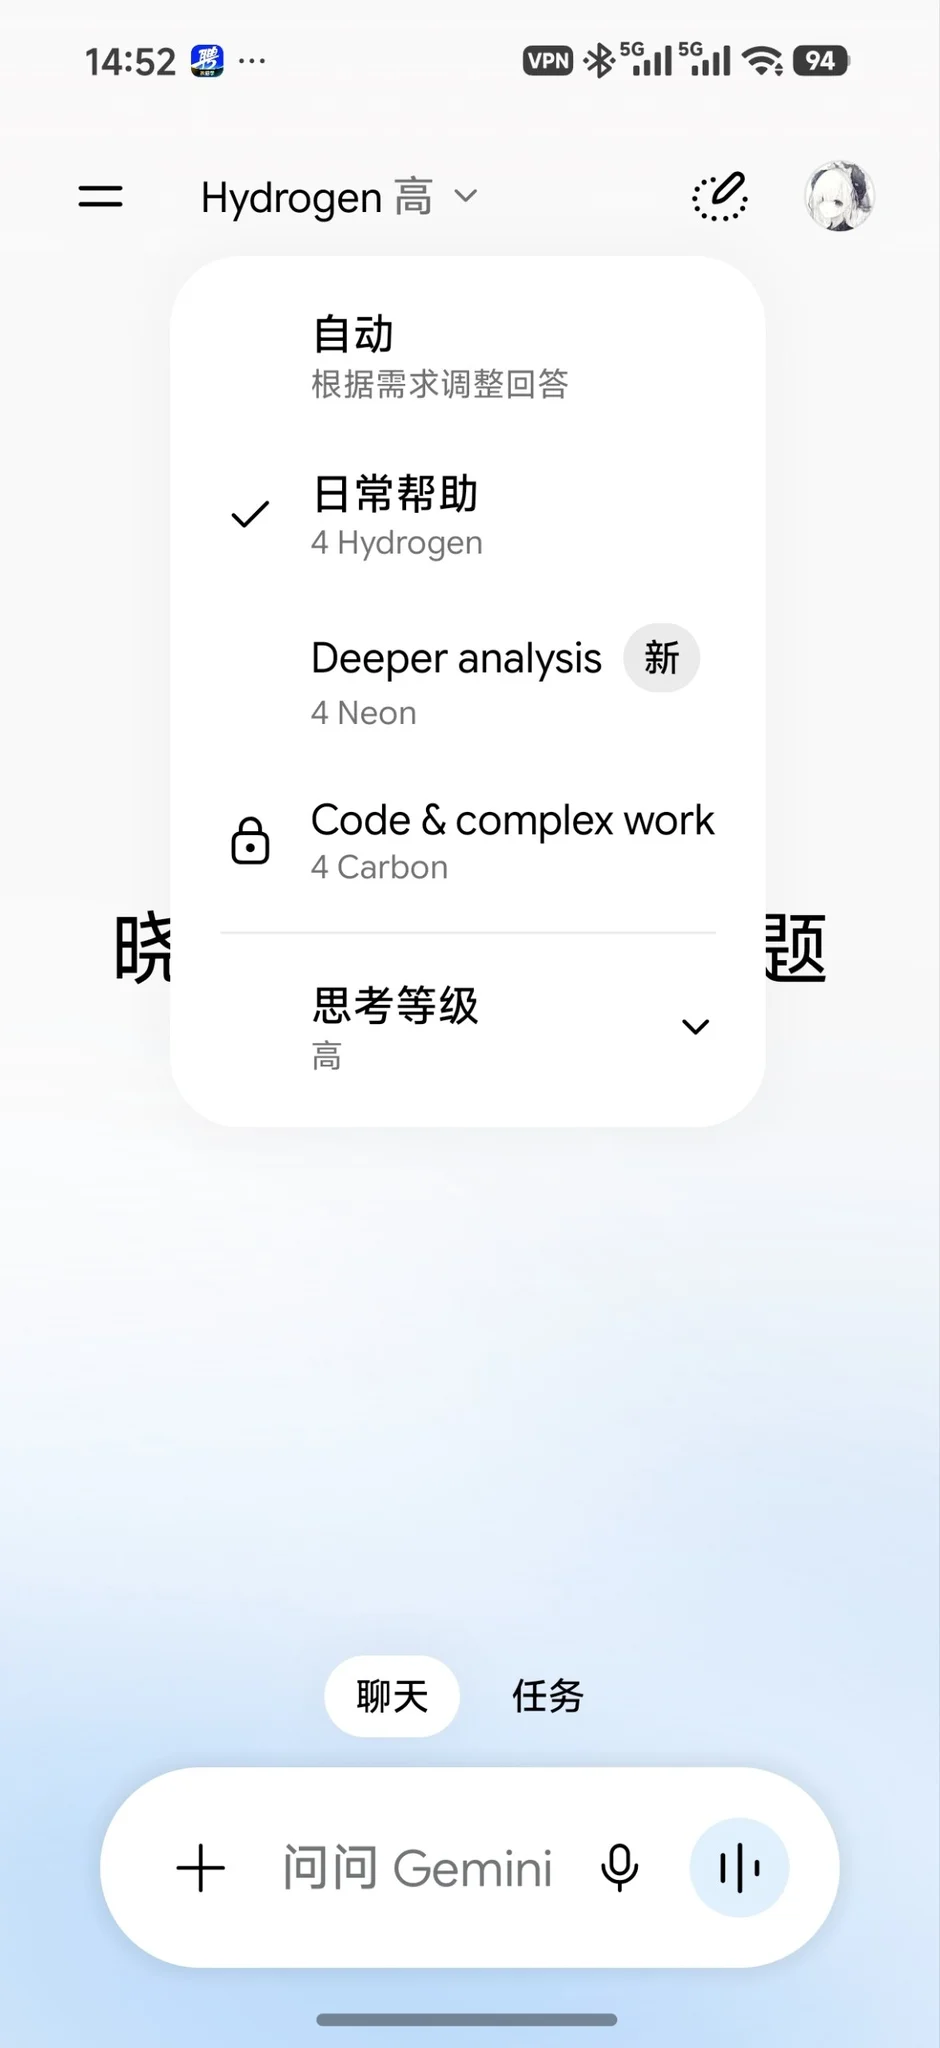 14:52 聘 ··· VPN 5G 5G 94
Hydrogen 高
自动
根据需求调整回答
日常帮助
4 Hydrogen
Deeper analysis 新
4 Neon
Code & complex work
4 Carbon
晓 题
思考等级
高
聊天 任务
问问 Gemini